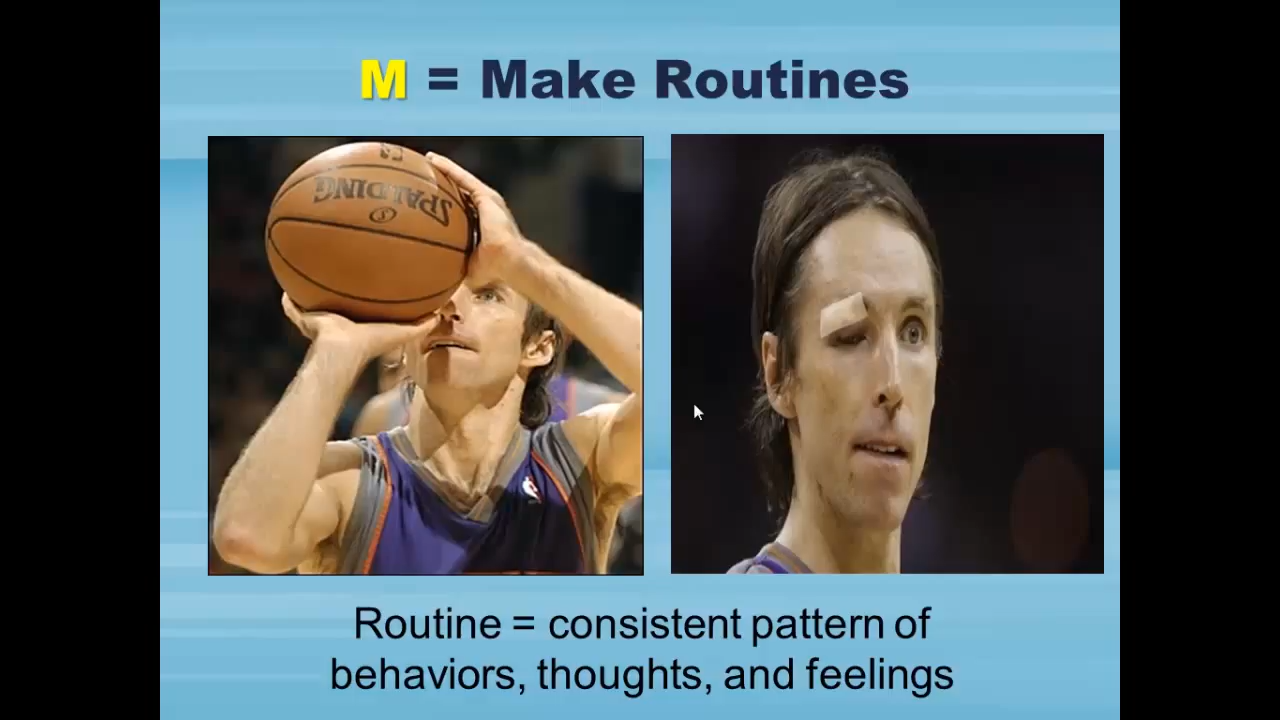 M = Make Routines
SPALDING
Routine = consistent pattern of
behaviors, thoughts, and feelings